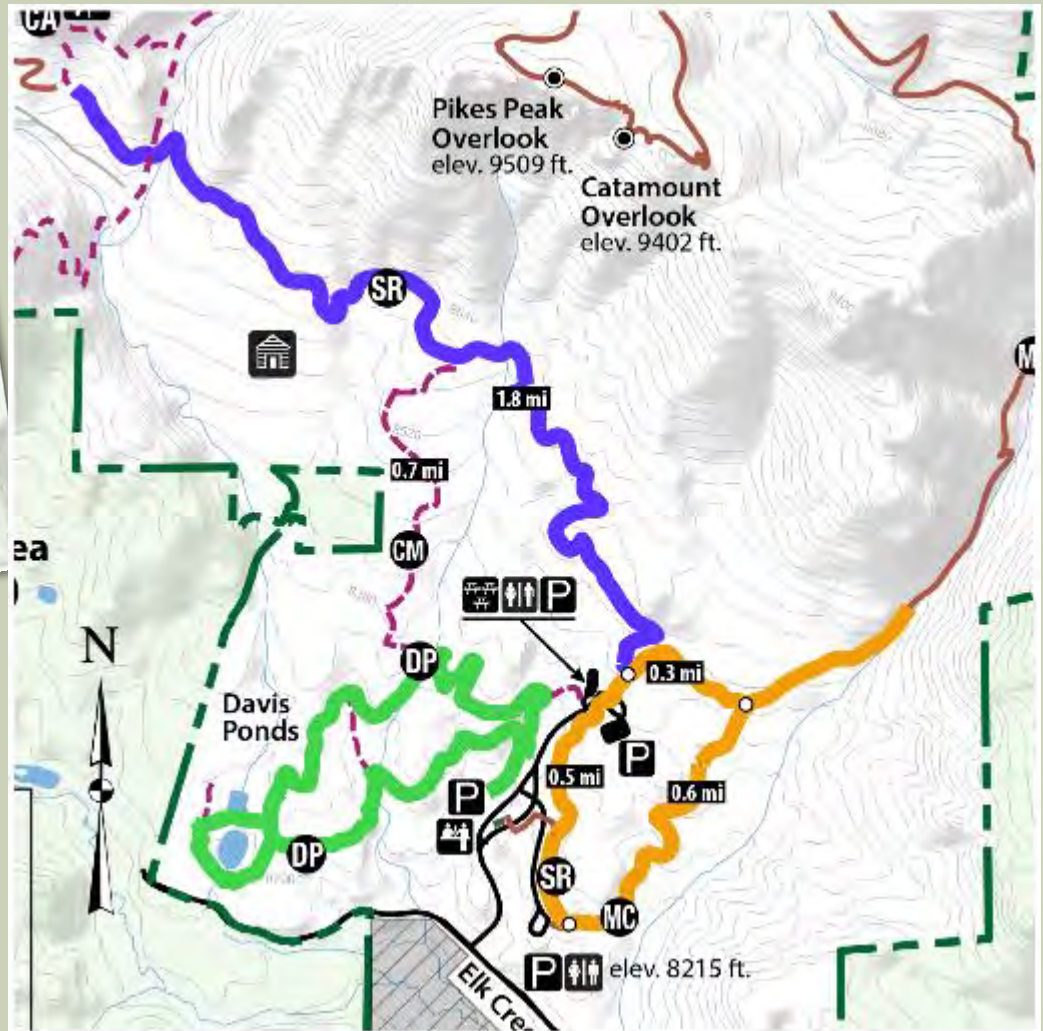 CA
Pikes Peak
Overlook
elev. 9509 ft.
Catamount
Overlook
elev. 9402 ft.
SR
M
1.8 mi
0.7 mi
CM
ea
P
N
DP
0.3 mi
Davis
Ponds
P
0.5 mi
P
0.6 mi
DP
SR
MC
P
elev. 8215 ft.
Elk Cree